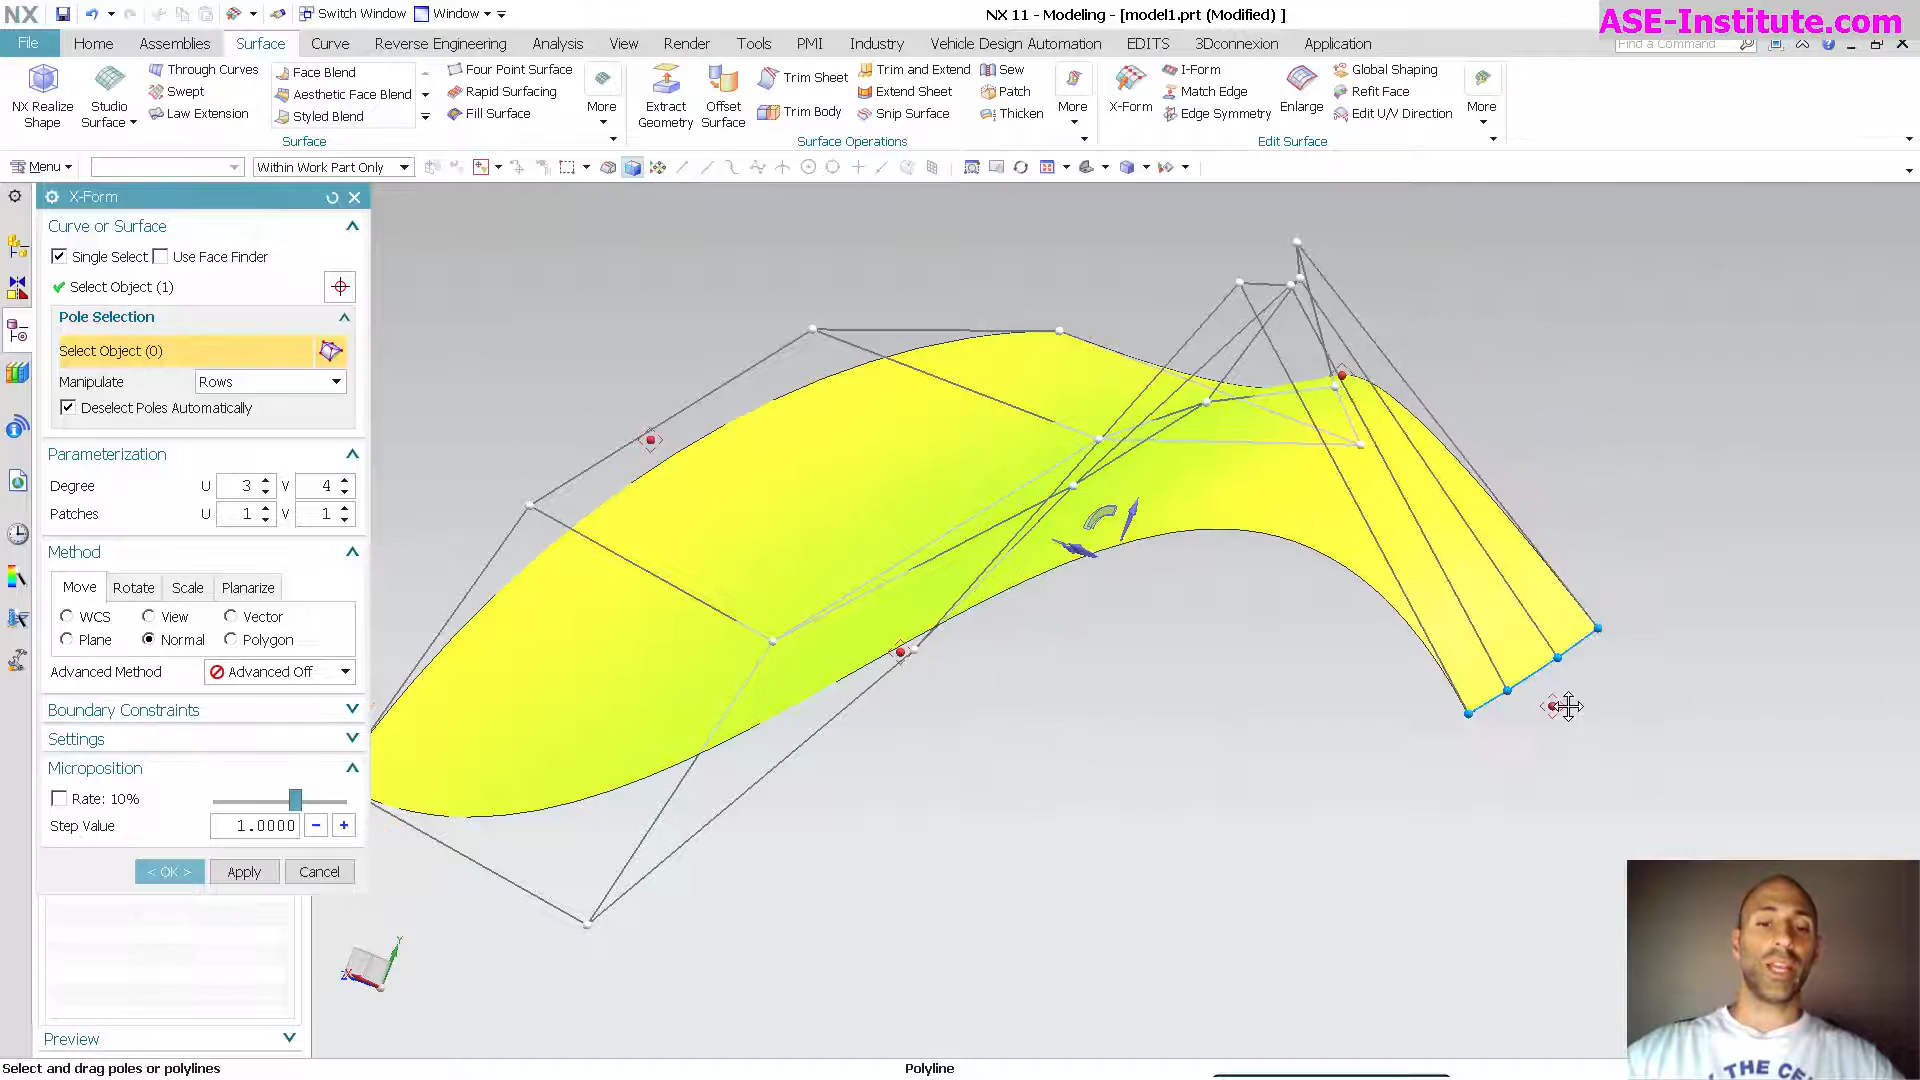 NX
Switch Window
Window
NX 11 - Modeling - [model1.prt (Modified) ]
ASE-Institute.com
File
Home
Assemblies
Surface
Curve
Reverse Engineering
Analysis
View
Render
Tools
PMI
Industry
Vehicle Design Automation
EDITS
3Dconnexion
Application
Find a Command
NX Realize Shape
Studio Surface
Through Curves
Swept
Law Extension
Face Blend
Aesthetic Face Blend
Styled Blend
Four Point Surface
Rapid Surfacing
Fill Surface
More
Surface
Extract Geometry
Offset Surface
Trim Sheet
Trim Body
Trim and Extend
Extend Sheet
Snip Surface
Sew
Patch
Thicken
More
Surface Operations
X-Form
I-Form
Match Edge
Edge Symmetry
Enlarge
Global Shaping
Refit Face
Edit U/V Direction
More
Edit Surface
Menu
Within Work Part Only
X-Form
Curve or Surface
Single Select
Use Face Finder
Select Object (1)
Pole Selection
Select Object (0)
Manipulate
Rows
Deselect Poles Automatically
Parameterization
Degree U 3 V 4
Patches U 1 V 1
Method
Move Rotate Scale Planarize
WCS View Vector
Plane Normal Polygon
Advanced Method Advanced Off
Boundary Constraints
Settings
Microposition
Rate: 10%
Step Value 1.0000 - +
< OK > Apply Cancel
Preview
Select and drag poles or polylines
Polyline
Y
X
Z
THE CE